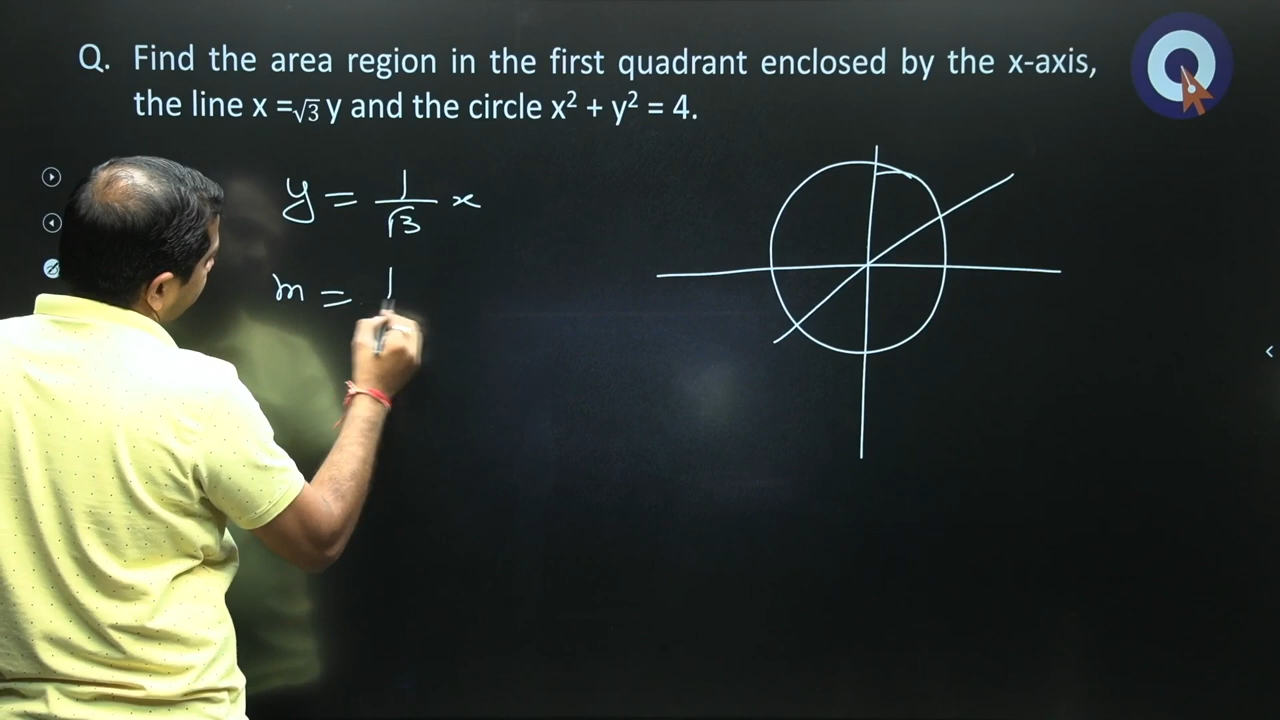 Q. Find the area region in the first quadrant enclosed by the x-axis,
the line x =√3 y and the circle x² + y² = 4.
y = 1/√3 x
m = 1